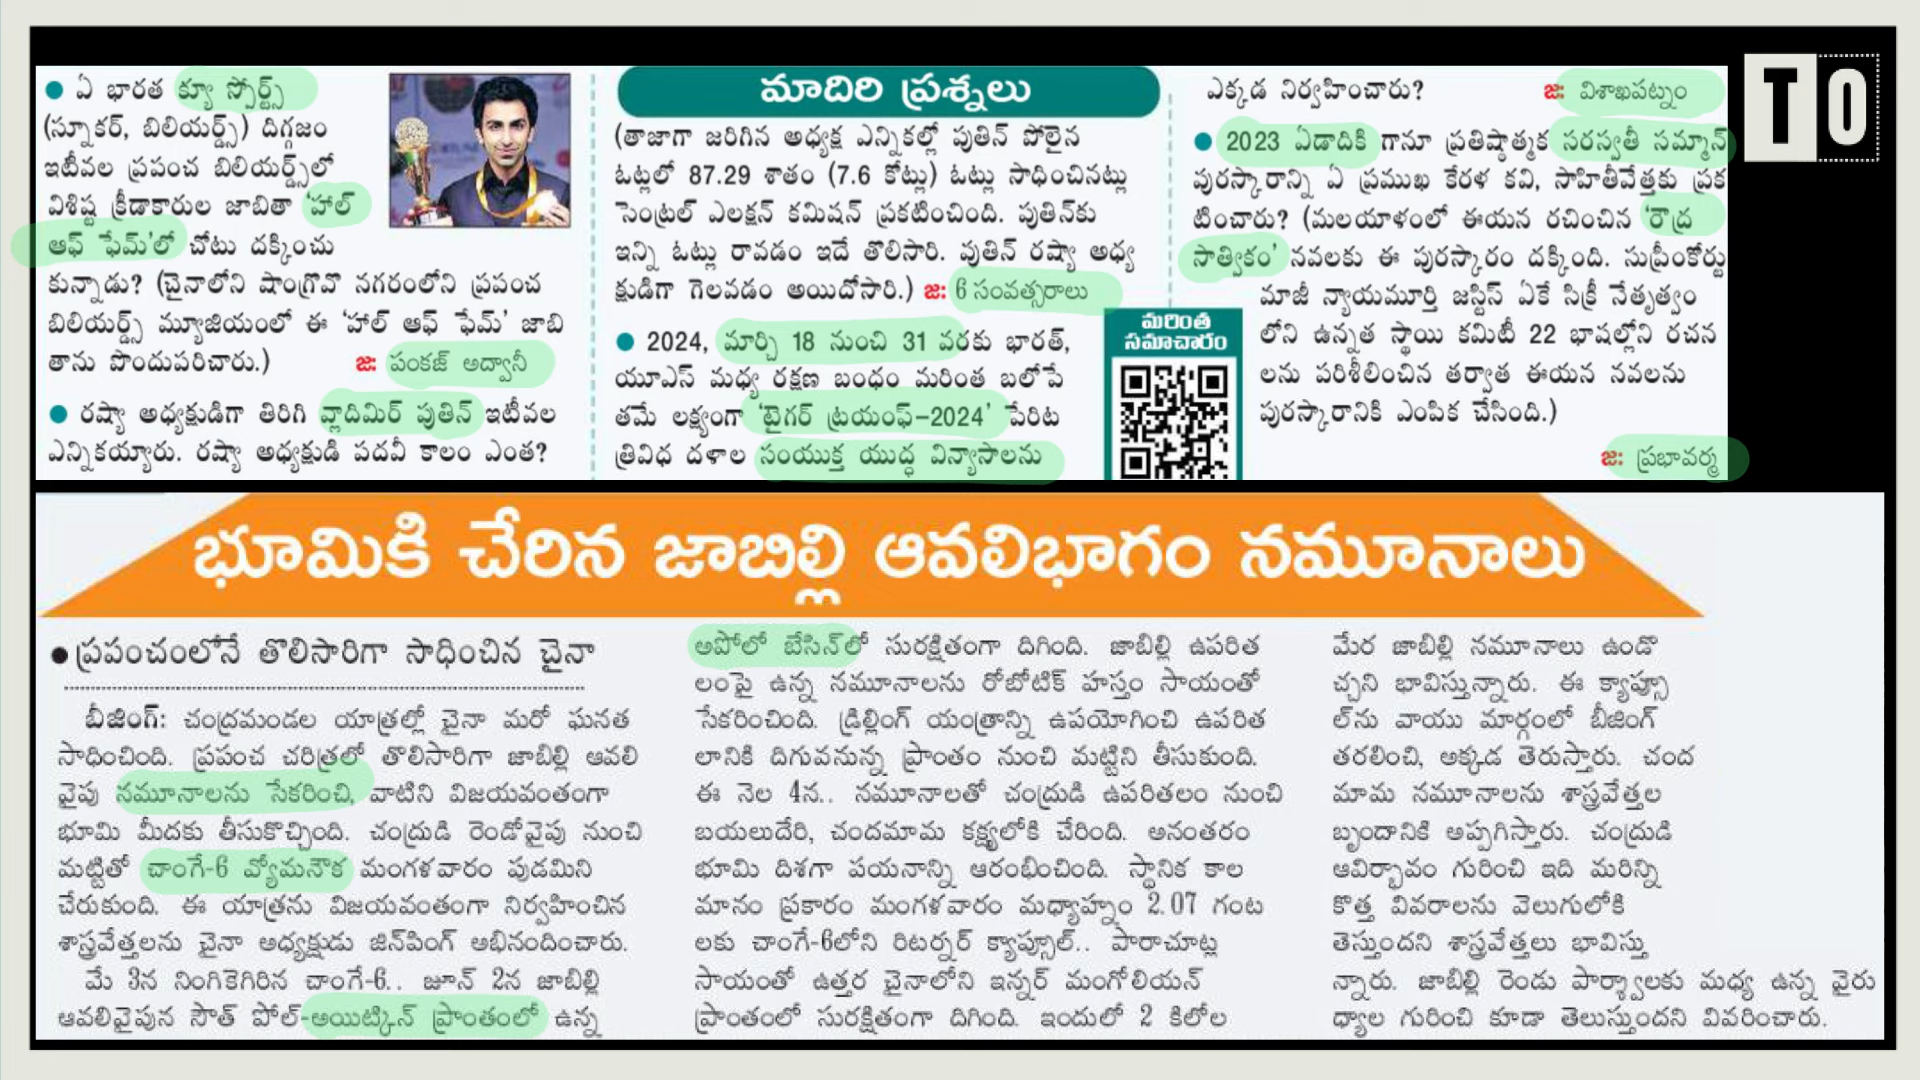 ● ఏ భారత క్యూ స్పోర్ట్స్
(స్నూకర్, బిలియర్డ్స్) దిగ్గజం
ఇటీవల ప్రపంచ బిలియర్డ్స్‌లో
విశిష్ట క్రీడాకారుల జాబితా 'హాల్
ఆఫ్ ఫేమ్'లో చోటు దక్కించు
కున్నాడు? (చైనాలోని షాంగ్రావొ నగరంలోని ప్రపంచ
బిలియర్డ్స్ మ్యూజియంలో ఈ 'హాల్ ఆఫ్ ఫేమ్' జాబి
తాను పొందుపరిచారు.) జ: పంకజ్ అద్వానీ
● రష్యా అధ్యక్షుడిగా తిరిగి వ్లాదిమిర్ పుతిన్ ఇటీవల
ఎన్నికయ్యారు. రష్యా అధ్యక్షుడి పదవీ కాలం ఎంత?
మాదిరి ప్రశ్నలు
(తాజాగా జరిగిన అధ్యక్ష ఎన్నికల్లో పుతిన్ పోలైన
ఓట్లలో 87.29 శాతం (7.6 కోట్లు) ఓట్లు సాధించినట్లు
సెంట్రల్ ఎలక్షన్ కమిషన్ ప్రకటించింది. పుతిన్‌కు
ఇన్ని ఓట్లు రావడం ఇదే తొలిసారి. పుతిన్ రష్యా అధ్య
క్షుడిగా గెలవడం అయిదోసారి.) జ: 6 సంవత్సరాలు
● 2024, మార్చి 18 నుంచి 31 వరకు భారత్,
యూఎస్ మధ్య రక్షణ బంధం మరింత బలోపే
తమే లక్ష్యంగా 'టైగర్ ట్రయంఫ్-2024' పేరిట
త్రివిధ దళాల సంయుక్త యుద్ధ విన్యాసాలను
మరింత
సమాచారం
ఎక్కడ నిర్వహించారు? జ: విశాఖపట్నం
● 2023 ఏడాదికి గానూ ప్రతిష్ఠాత్మక సరస్వతీ సమ్మాన్
పురస్కారాన్ని ఏ ప్రముఖ కేరళ కవి, సాహితీవేత్తకు ప్రక
టించారు? (మలయాళంలో ఈయన రచించిన 'రౌద్ర
సాత్వికం' నవలకు ఈ పురస్కారం దక్కింది. సుప్రీంకోర్టు
మాజీ న్యాయమూర్తి జస్టిస్ ఏకే సిక్రీ నేతృత్వం
లోని ఉన్నత స్థాయి కమిటీ 22 భాషల్లోని రచన
లను పరిశీలించిన తర్వాత ఈయన నవలను
పురస్కారానికి ఎంపిక చేసింది.)
జ: ప్రభావర్మ
TO
భూమికి చేరిన జాబిల్లి ఆవలిభాగం నమూనాలు
● ప్రపంచంలోనే తొలిసారిగా సాధించిన చైనా
బీజింగ్: చంద్రమండల యాత్రల్లో చైనా మరో ఘనత
సాధించింది. ప్రపంచ చరిత్రలో తొలిసారిగా జాబిల్లి ఆవలి
వైపు నమూనాలను సేకరించి, వాటిని విజయవంతంగా
భూమి మీదకు తీసుకొచ్చింది. చంద్రుడి రెండోవైపు నుంచి
మట్టితో చాంగే-6 వ్యోమనౌక మంగళవారం పుడమిని
చేరుకుంది. ఈ యాత్రను విజయవంతంగా నిర్వహించిన
శాస్త్రవేత్తలను చైనా అధ్యక్షుడు జిన్‌పింగ్ అభినందించారు.
మే 3న నింగికెగిరిన చాంగే-6.. జూన్ 2న జాబిల్లి
ఆవలివైపున సౌత్ పోల్-అయిట్కిన్ ప్రాంతంలో ఉన్న
అపోలో బేసిన్‌లో సురక్షితంగా దిగింది. జాబిల్లి ఉపరిత
లంపై ఉన్న నమూనాలను రోబోటిక్ హస్తం సాయంతో
సేకరించింది. డ్రిల్లింగ్ యంత్రాన్ని ఉపయోగించి ఉపరిత
లానికి దిగువనున్న ప్రాంతం నుంచి మట్టిని తీసుకుంది.
ఈ నెల 4న.. నమూనాలతో చంద్రుడి ఉపరితలం నుంచి
బయలుదేరి, చందమామ కక్ష్యలోకి చేరింది. అనంతరం
భూమి దిశగా పయనాన్ని ఆరంభించింది. స్థానిక కాల
మానం ప్రకారం మంగళవారం మధ్యాహ్నం 2.07 గంట
లకు చాంగే-6లోని రిటర్నర్ క్యాప్సూల్.. పారాచూట్ల
సాయంతో ఉత్తర చైనాలోని ఇన్నర్ మంగోలియన్
ప్రాంతంలో సురక్షితంగా దిగింది. ఇందులో 2 కిలోల
మేర జాబిల్లి నమూనాలు ఉండొ
చ్చని భావిస్తున్నారు. ఈ క్యాప్సూ
ల్‌ను వాయు మార్గంలో బీజింగ్
తరలించి, అక్కడ తెరుస్తారు. చంద
మామ నమూనాలను శాస్త్రవేత్తల
బృందానికి అప్పగిస్తారు. చంద్రుడి
ఆవిర్భావం గురించి ఇది మరిన్ని
కొత్త వివరాలను వెలుగులోకి
తెస్తుందని శాస్త్రవేత్తలు భావిస్తు
న్నారు. జాబిల్లి రెండు పార్శ్వాలకు మధ్య ఉన్న వైరు
ధ్యాల గురించి కూడా తెలుస్తుందని వివరించారు.